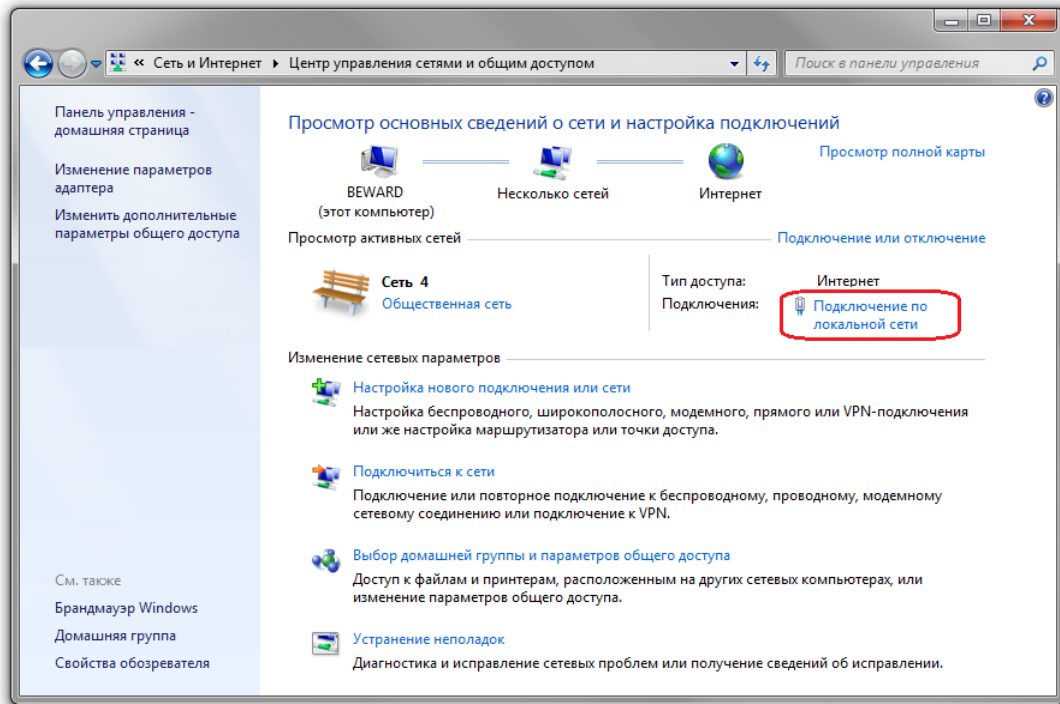 « Сеть и Интернет ▸ Центр управления сетями и общим доступом
Поиск в панели управления
Панель управления -
домашняя страница
Изменение параметров
адаптера
Изменить дополнительные
параметры общего доступа
См. также
Брандмауэр Windows
Домашняя группа
Свойства обозревателя
Просмотр основных сведений о сети и настройка подключений
BEWARD
(этот компьютер)
Несколько сетей
Интернет
Просмотр полной карты
Просмотр активных сетей
Подключение или отключение
Сеть 4
Общественная сеть
Тип доступа: Интернет
Подключения: Подключение по
локальной сети
Изменение сетевых параметров
Настройка нового подключения или сети
Настройка беспроводного, широкополосного, модемного, прямого или VPN-подключения
или же настройка маршрутизатора или точки доступа.
Подключиться к сети
Подключение или повторное подключение к беспроводному, проводному, модемному
сетевому соединению или подключение к VPN.
Выбор домашней группы и параметров общего доступа
Доступ к файлам и принтерам, расположенным на других сетевых компьютерах, или
изменение параметров общего доступа.
Устранение неполадок
Диагностика и исправление сетевых проблем или получение сведений об исправлении.